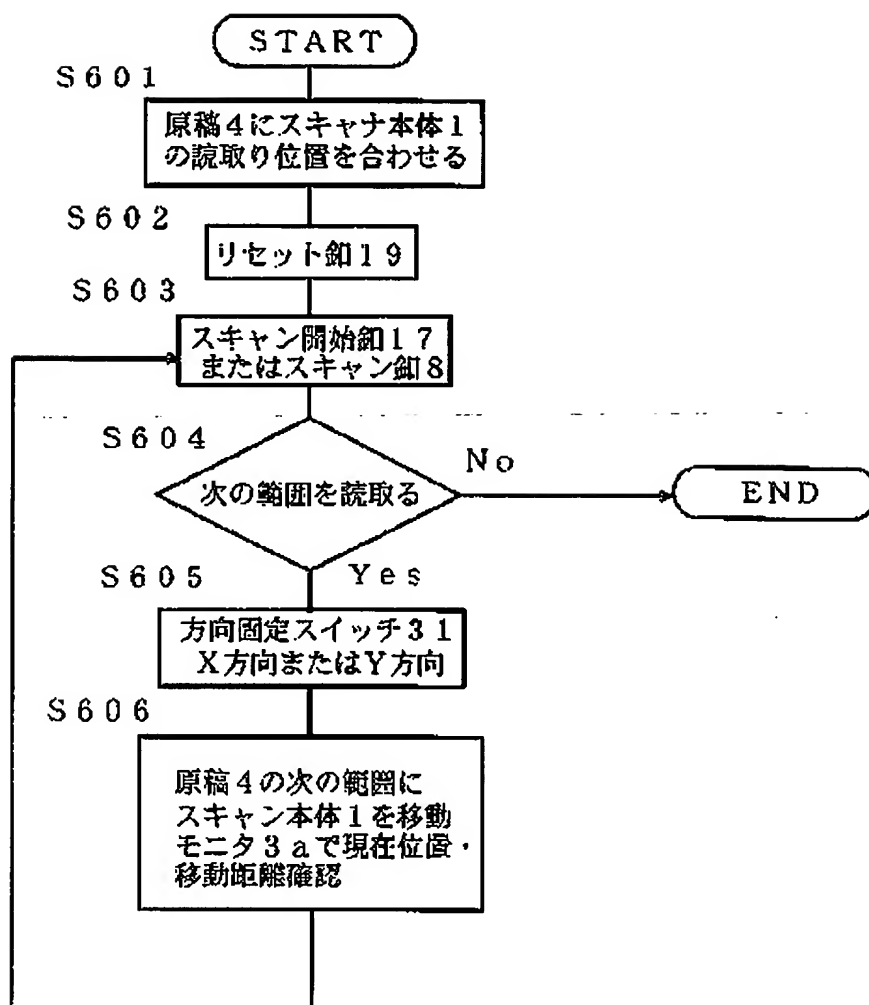 START
S601
原稿4にスキャナ本体1
の読取り位置を合わせる
S602
リセット釦19
S603
スキャン開始釦17
またはスキャン釦8
S604
次の範囲を読取る
No
END
S605
Yes
方向固定スイッチ31
X方向またはY方向
S606
原稿4の次の範囲に
スキャン本体1を移動
モニタ3aで現在位置・
移動距離確認